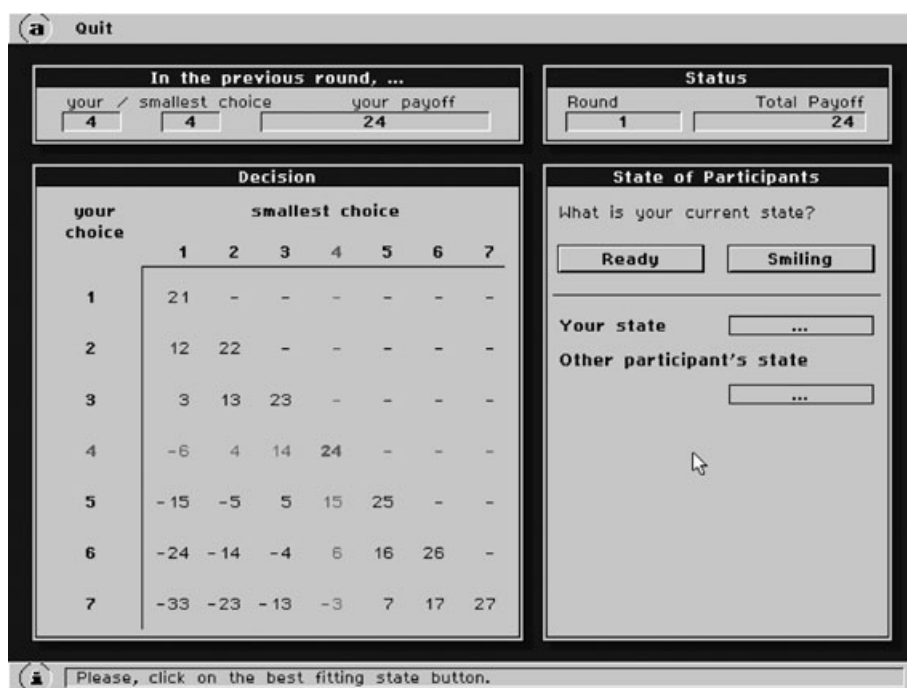 a Quit
In the previous round, ...
your / smallest choice your payoff
4 4 24
Status
Round Total Payoff
1 24
Decision
your choice smallest choice
1 2 3 4 5 6 7
1 21 - - - - - -
2 12 22 - - - - -
3 3 13 23 - - - -
4 -6 4 14 24 - - -
5 -15 -5 5 15 25 - -
6 -24 -14 -4 6 16 26 -
7 -33 -23 -13 -3 7 17 27
State of Participants
What is your current state?
Ready Smiling
Your state ...
Other participant's state
...
i Please, click on the best fitting state button.